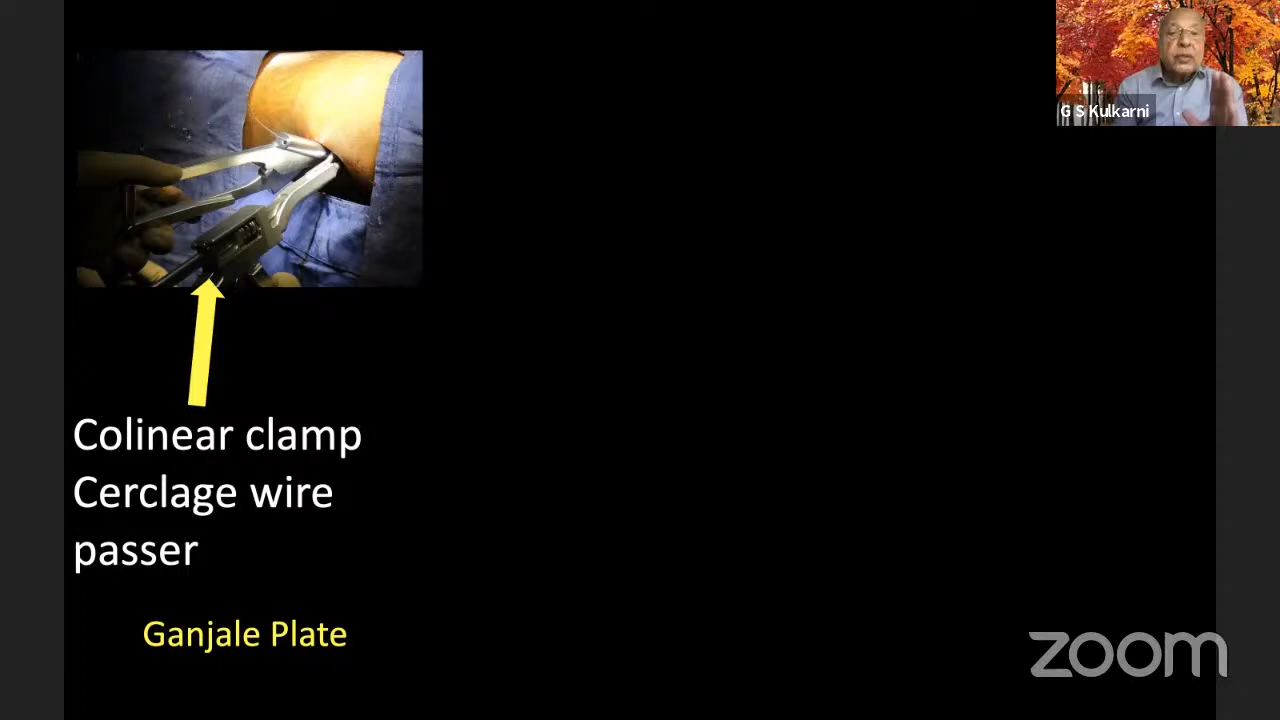 G S Kulkarni
Colinear clamp
Cerclage wire
passer
Ganjale Plate
zoom